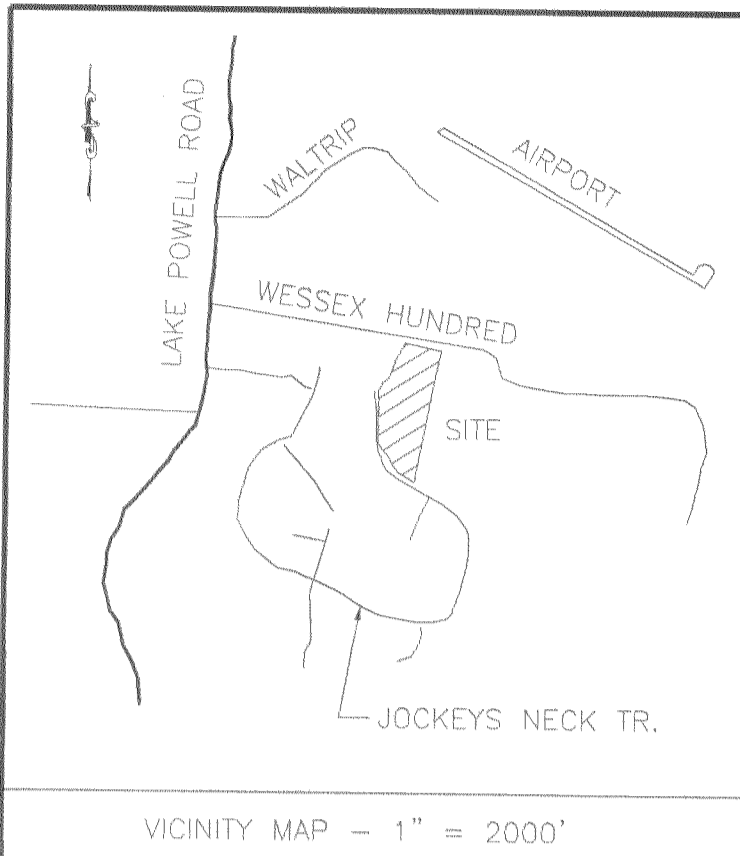 LAKE POWELL ROAD
WALTRIP
AIRPORT
WESSEX HUNDRED
SITE
JOCKEYS NECK TR.
VICINITY MAP – 1" = 2000'